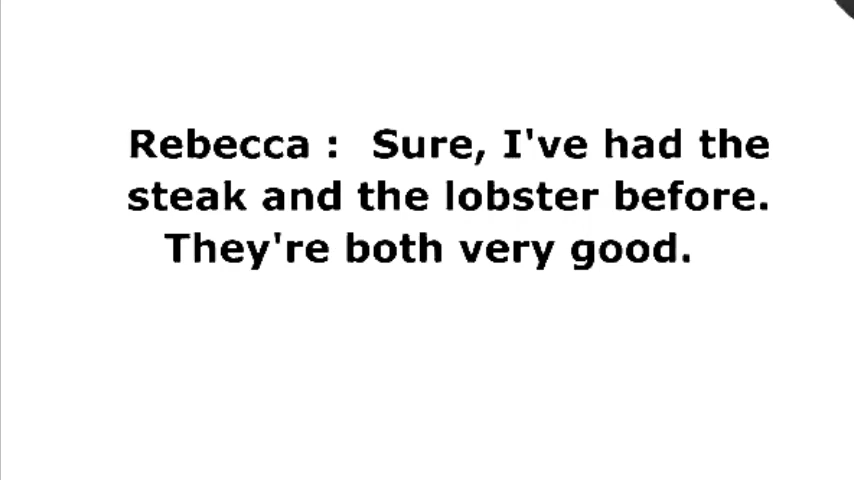 Rebecca :  Sure, I've had the
steak and the lobster before.
They're both very good.